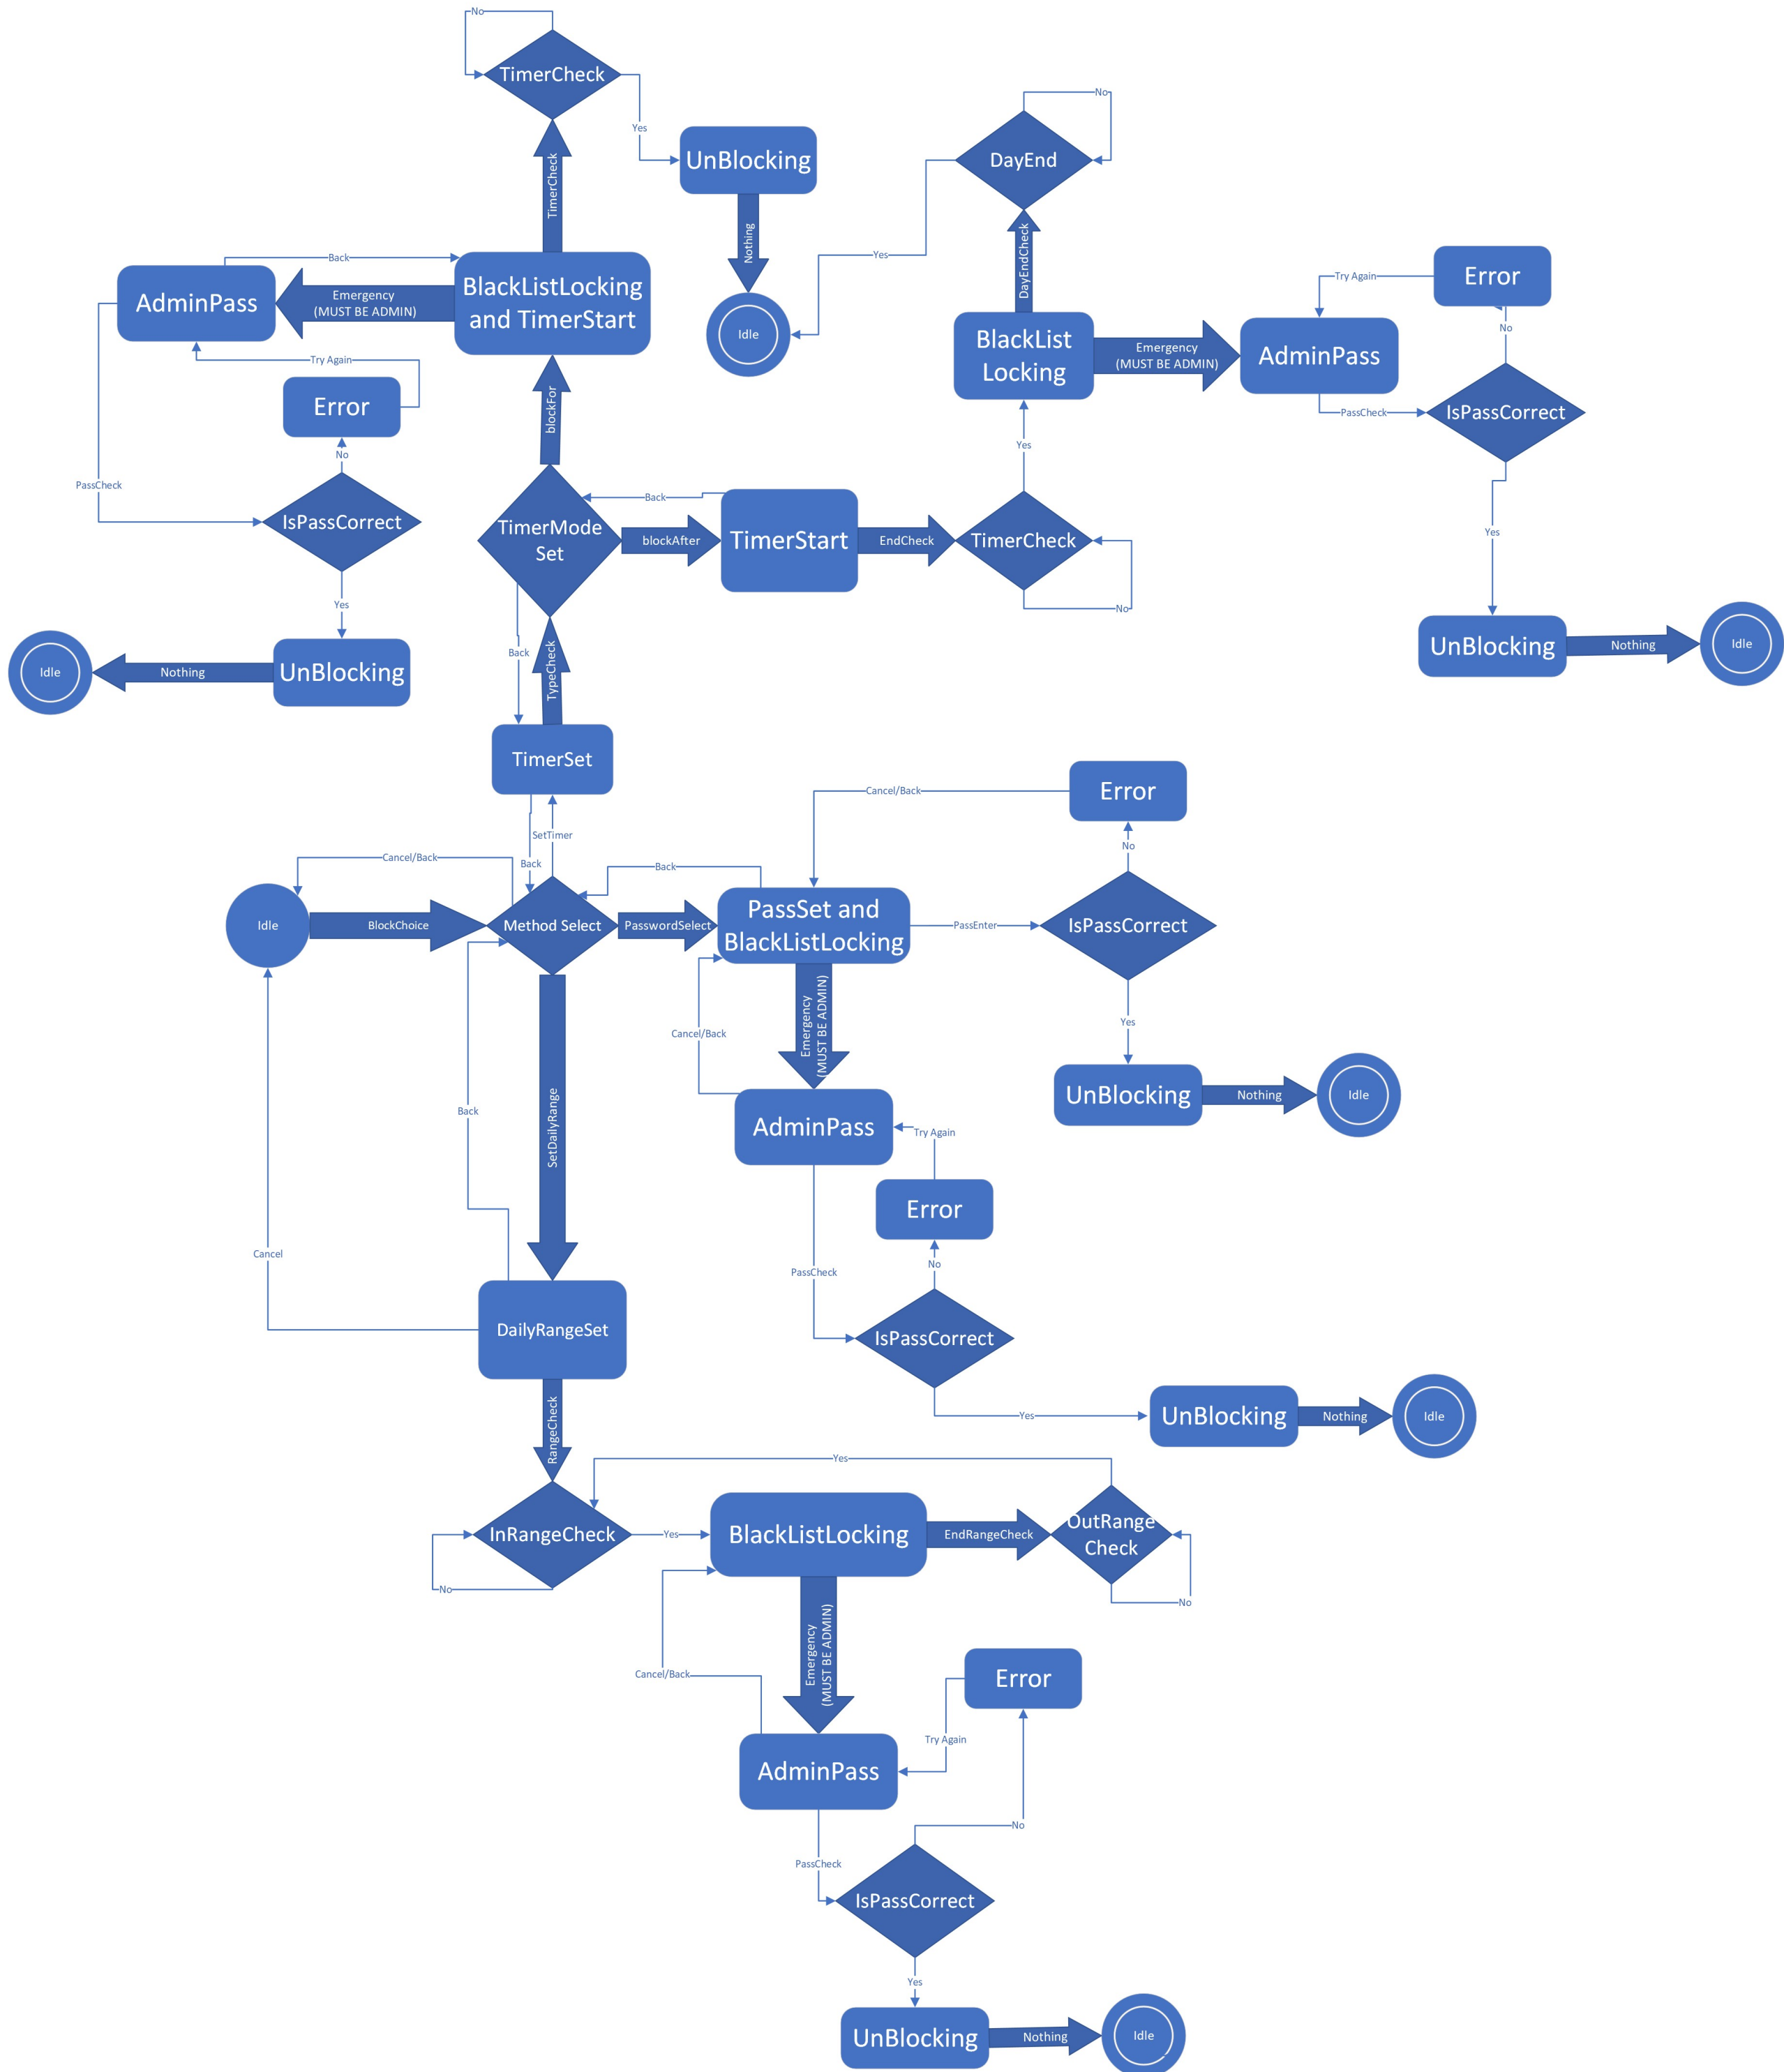 No
TimerCheck
Yes
UnBlocking
TimerCheck
Nothing
Idle
No
DayEnd
Yes
DayEndCheck
Back
AdminPass
Emergency
(MUST BE ADMIN)
BlackListLocking
and TimerStart
Try Again
Error
No
PassCheck
IsPassCorrect
Yes
UnBlocking
Nothing
Idle
BlackList
Locking
Emergency
(MUST BE ADMIN)
AdminPass
Try Again
Error
No
PassCheck
IsPassCorrect
Yes
UnBlocking
Nothing
Idle
blockFor
TimerMode
Set
Back
blockAfter
TimerStart
EndCheck
TimerCheck
Yes
No
Back
TypeCheck
TimerSet
SetTimer
Back
Cancel/Back
Idle
BlockChoice
Method Select
PasswordSelect
Back
PassSet and
BlackListLocking
Cancel/Back
Error
No
PassEnter
IsPassCorrect
Yes
UnBlocking
Nothing
Idle
Emergency
(MUST BE ADMIN)
Cancel/Back
AdminPass
Try Again
Error
No
PassCheck
IsPassCorrect
Yes
UnBlocking
Nothing
Idle
Back
SetDailyRange
Cancel
DailyRangeSet
RangeCheck
Yes
InRangeCheck
No
Yes
BlackListLocking
EndRangeCheck
OutRange
Check
No
Emergency
(MUST BE ADMIN)
Cancel/Back
AdminPass
Try Again
Error
No
PassCheck
IsPassCorrect
Yes
UnBlocking
Nothing
Idle